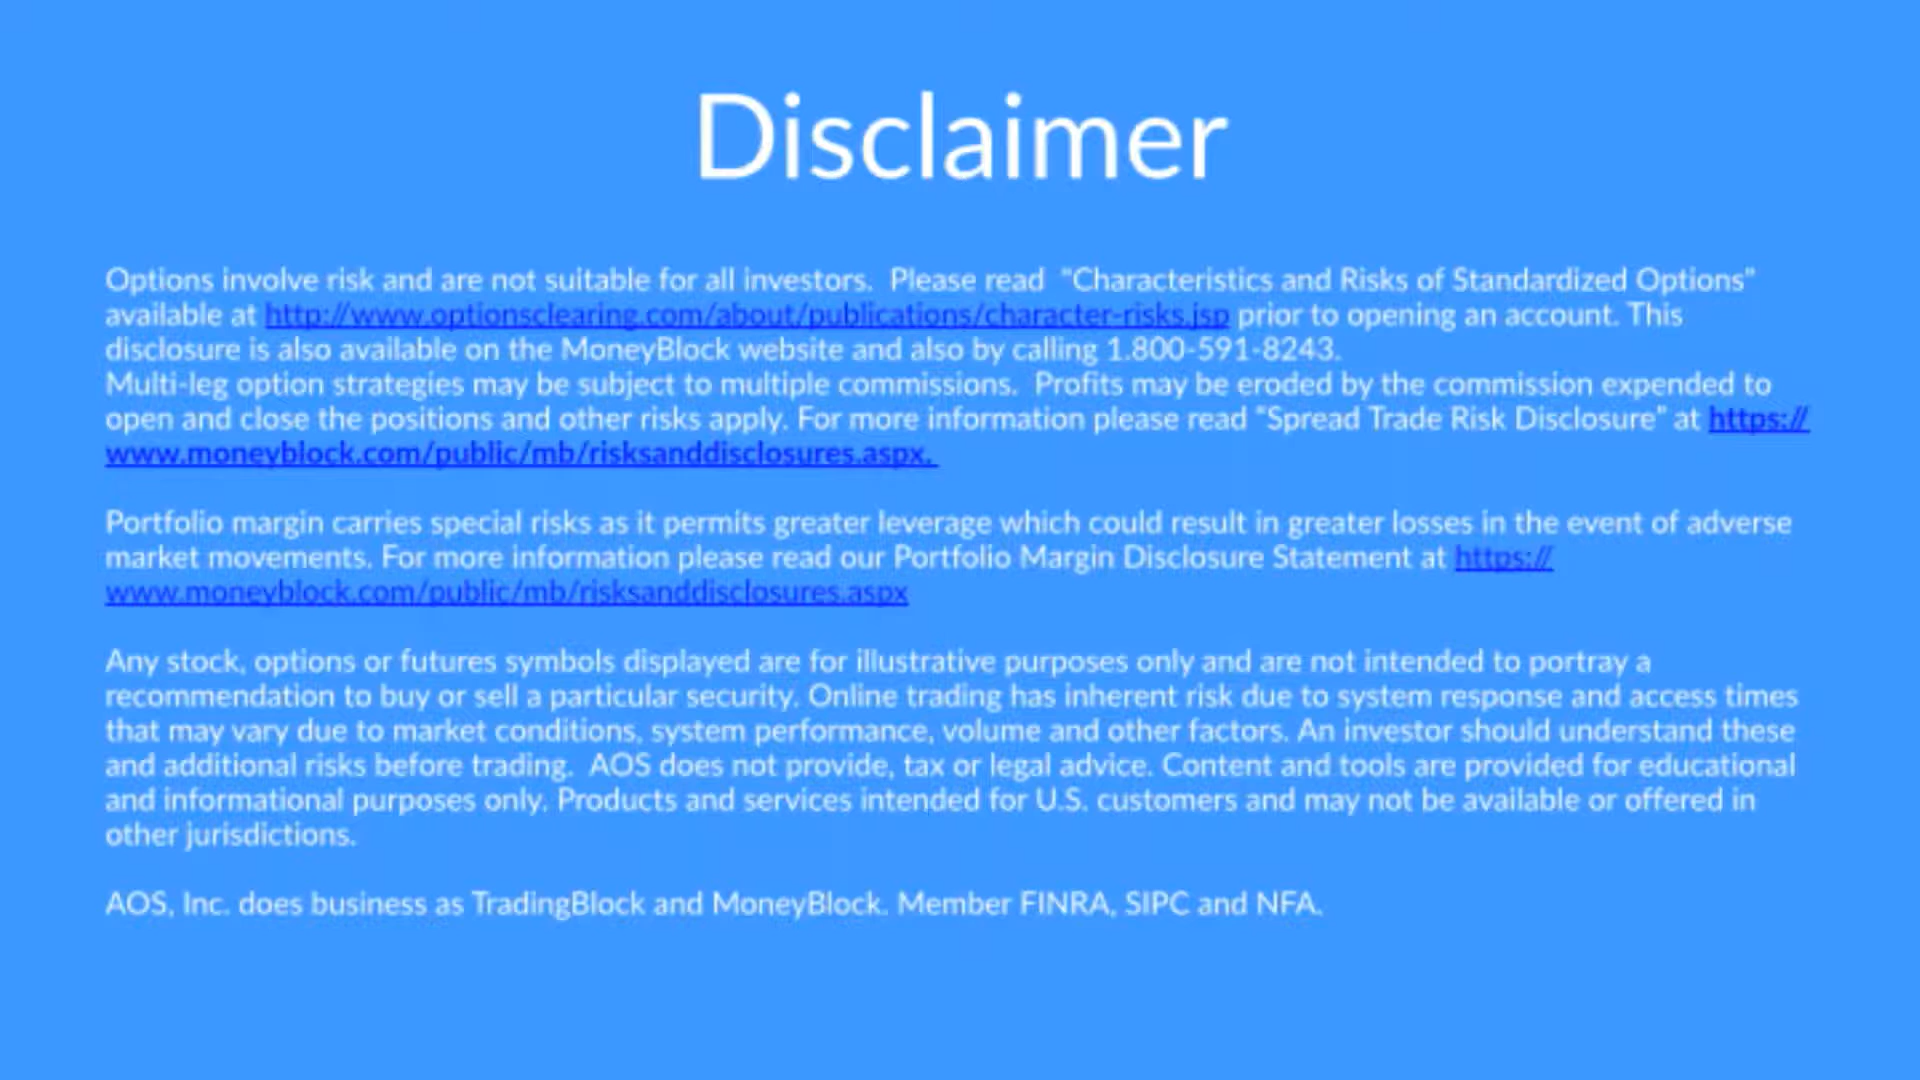 Disclaimer
Options involve risk and are not suitable for all investors.  Please read  "Characteristics and Risks of Standardized Options"
available at http://www.optionsclearing.com/about/publications/character-risks.jsp prior to opening an account. This
disclosure is also available on the MoneyBlock website and also by calling 1.800-591-8243.
Multi-leg option strategies may be subject to multiple commissions.  Profits may be eroded by the commission expended to
open and close the positions and other risks apply. For more information please read "Spread Trade Risk Disclosure" at https://
www.moneyblock.com/public/mb/risksanddisclosures.aspx.
Portfolio margin carries special risks as it permits greater leverage which could result in greater losses in the event of adverse
market movements. For more information please read our Portfolio Margin Disclosure Statement at https://
www.moneyblock.com/public/mb/risksanddisclosures.aspx
Any stock, options or futures symbols displayed are for illustrative purposes only and are not intended to portray a
recommendation to buy or sell a particular security. Online trading has inherent risk due to system response and access times
that may vary due to market conditions, system performance, volume and other factors. An investor should understand these
and additional risks before trading.  AOS does not provide, tax or legal advice. Content and tools are provided for educational
and informational purposes only. Products and services intended for U.S. customers and may not be available or offered in
other jurisdictions.
AOS, Inc. does business as TradingBlock and MoneyBlock. Member FINRA, SIPC and NFA.